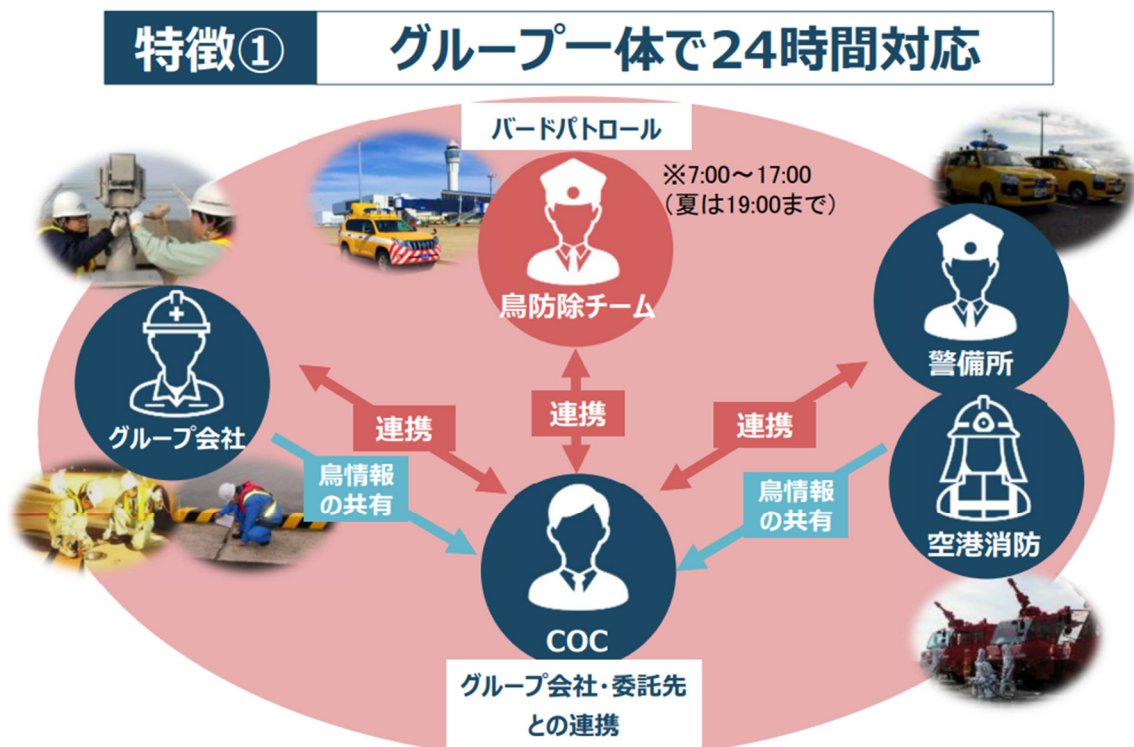 特徴①
グループ一体で24時間対応
バードパトロール
※7:00～17:00
（夏は19:00まで）
鳥防除チーム
警備所
グループ会社
連携
連携
連携
鳥情報
の共有
鳥情報
の共有
空港消防
COC
グループ会社・委託先
との連携